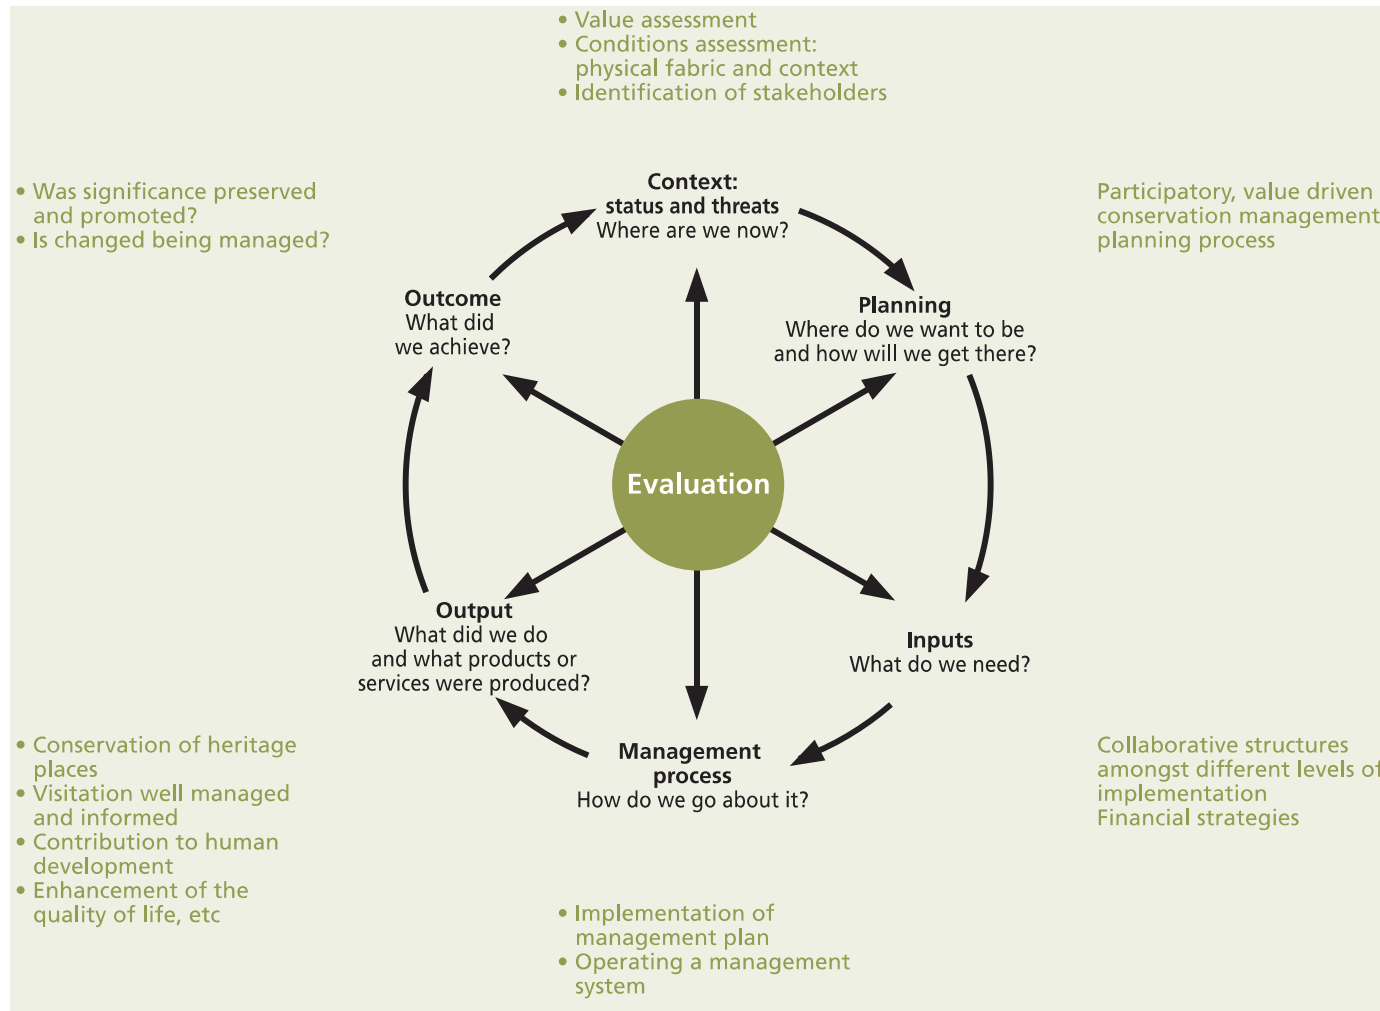 • Value assessment
• Conditions assessment:
physical fabric and context
• Identification of stakeholders
• Was significance preserved
and promoted?
• Is changed being managed?
Context:
status and threats
Where are we now?
Participatory, value driven
conservation management
planning process
Outcome
What did
we achieve?
Planning
Where do we want to be
and how will we get there?
Evaluation
Output
What did we do
and what products or
services were produced?
Inputs
What do we need?
Management
process
How do we go about it?
• Conservation of heritage
places
• Visitation well managed
and informed
• Contribution to human
development
• Enhancement of the
quality of life, etc
Collaborative structures
amongst different levels of
implementation
Financial strategies
• Implementation of
management plan
• Operating a management
system